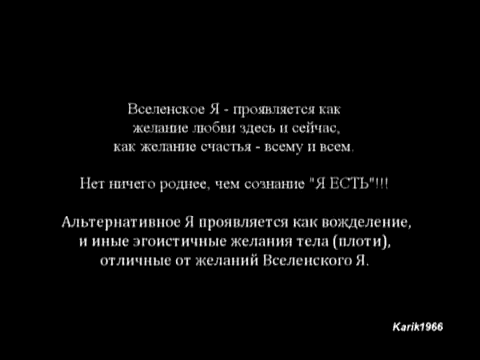 Вселенское Я - проявляется как
желание любви здесь и сейчас,
как желание счастья - всему и всем.
Нет ничего роднее, чем сознание "Я ЕСТЬ"!!!
Альтернативное Я проявляется как вожделение,
и иные эгоистичные желания тела (плоти),
отличные от желаний Вселенского Я.
Karik1966